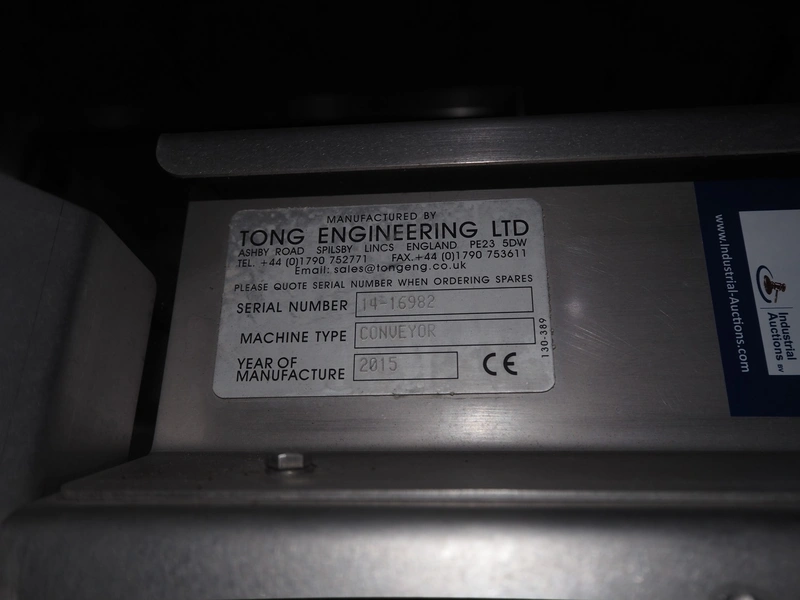 MANUFACTURED BY
TONG ENGINEERING LTD
ASHBY ROAD SPILSBY LINCS ENGLAND PE23 5DW
TEL. +44 (0)1790 752771 FAX.+44 (0)1790 753611
Email: sales@tongeng.co.uk
PLEASE QUOTE SERIAL NUMBER WHEN ORDERING SPARES
SERIAL NUMBER 14-16982
MACHINE TYPE CONVEYOR
YEAR OF
MANUFACTURE 2015
CE
130-389
www.Industrial-Auctions.com
Industrial
Auctions BV